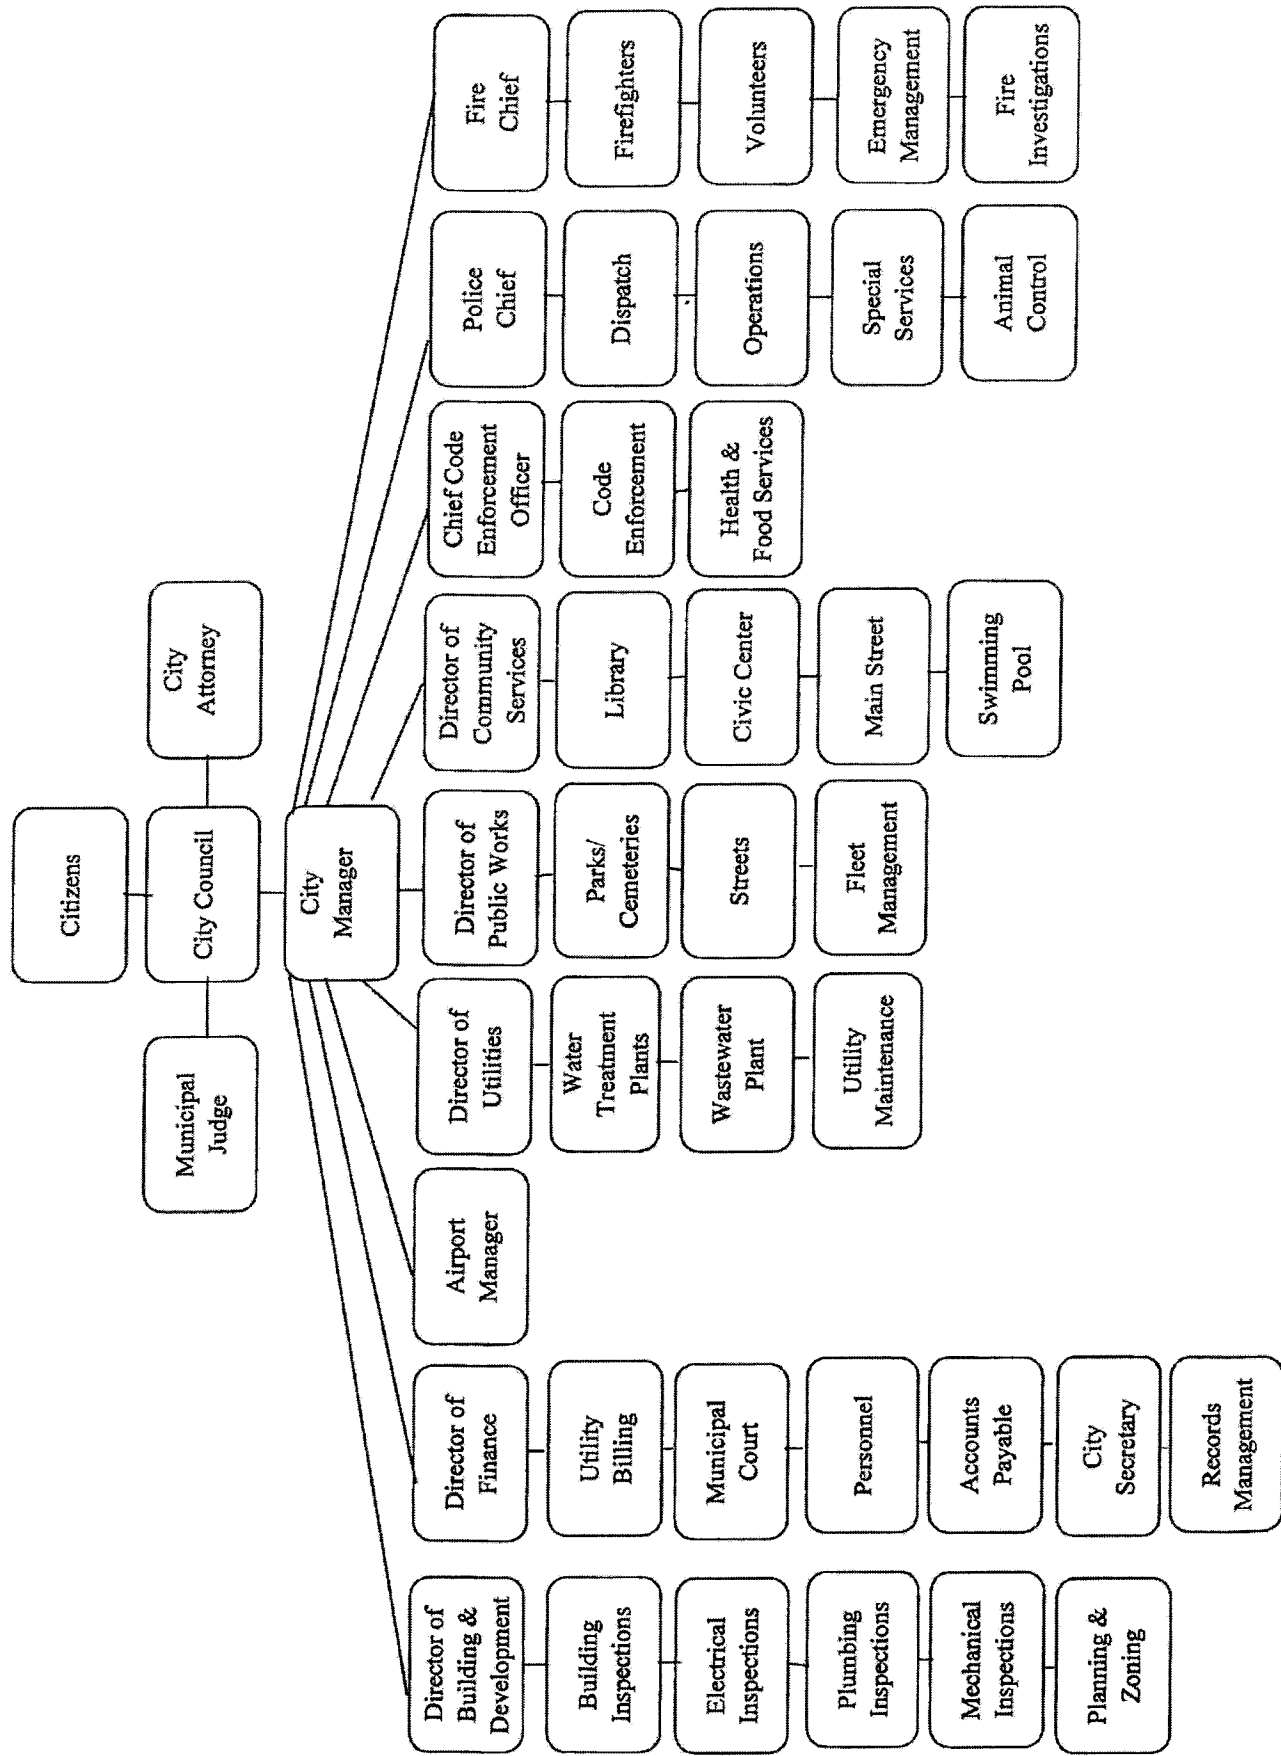 Citizens
Municipal
Judge
City Council
City
Attorney
City
Manager
Director of
Building &
Development
Director of
Finance
Airport
Manager
Director of
Utilities
Director of
Public Works
Director of
Community
Services
Chief Code
Enforcement
Officer
Police
Chief
Fire
Chief
Building
Inspections
Utility
Billing
Water
Treatment
Plants
Parks/
Cemeteries
Library
Code
Enforcement
Dispatch
Firefighters
Electrical
Inspections
Municipal
Court
Wastewater
Plant
Streets
Civic Center
Health &
Food Services
Operations
Volunteers
Plumbing
Inspections
Personnel
Utility
Maintenance
Fleet
Management
Main Street
Special
Services
Emergency
Management
Mechanical
Inspections
Accounts
Payable
Swimming
Pool
Animal
Control
Fire
Investigations
Planning &
Zoning
City
Secretary
Records
Management